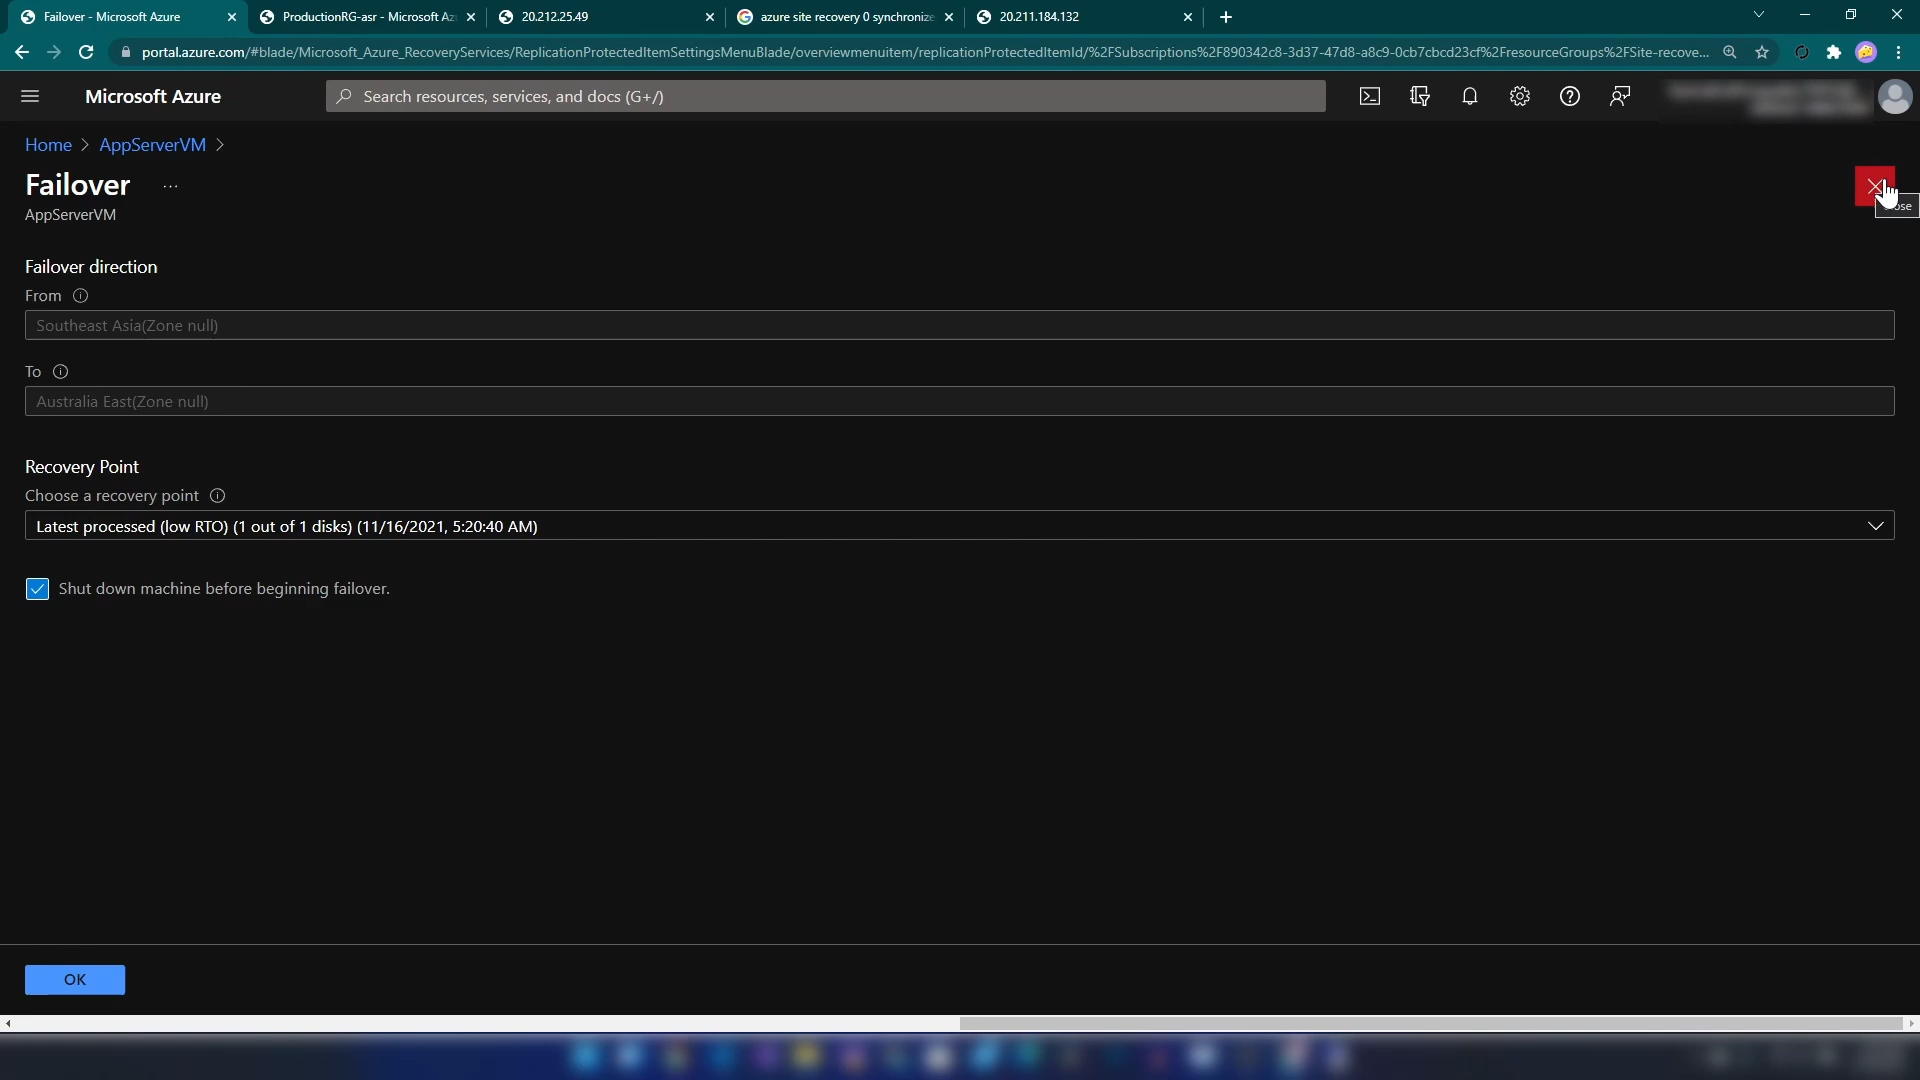 Failover - Microsoft Azure
ProductionRG-asr - Microsoft Az
20.212.25.49
azure site recovery 0 synchronize
20.211.184.132
portal.azure.com/#blade/Microsoft_Azure_RecoveryServices/ReplicationProtectedItemSettingsMenuBlade/overviewmenuitem/replicationProtectedItemId/%2FSubscriptions%2F890342c8-3d37-47d8-a8c9-0cb7cbcd23cf%2FresourceGroups%2FSite-recove...
Microsoft Azure
Search resources, services, and docs (G+/)
Home > AppServerVM >
Failover ...
AppServerVM
Failover direction
From
Southeast Asia(Zone null)
To
Australia East(Zone null)
Recovery Point
Choose a recovery point
Latest processed (low RTO) (1 out of 1 disks) (11/16/2021, 5:20:40 AM)
Shut down machine before beginning failover.
OK